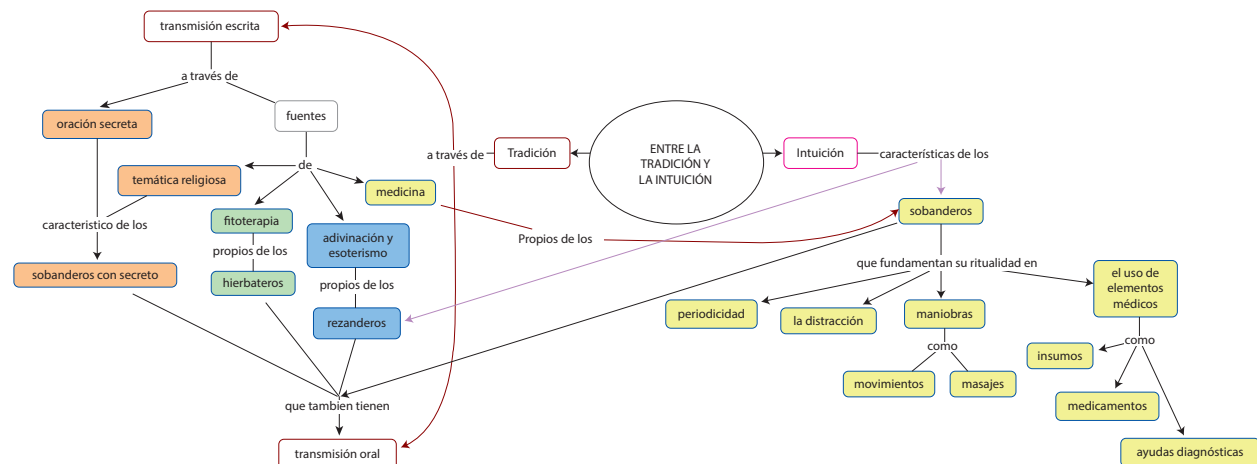 transmisión escrita
a través de
oración secreta
fuentes
de
temática religiosa
medicina
caracteristico de los
fitoterapia
propios de los
hierbateros
adivinación y
esoterismo
propios de los
rezanderos
sobanderos con secreto
que tambien tienen
transmisión oral
a través de
Tradición
ENTRE LA
TRADICIÓN Y
LA INTUICIÓN
Intuición
características de los
sobanderos
Propios de los
que fundamentan su ritualidad en
el uso de
elementos
médicos
periodicidad
la distracción
maniobras
como
movimientos
masajes
como
insumos
medicamentos
ayudas diagnósticas